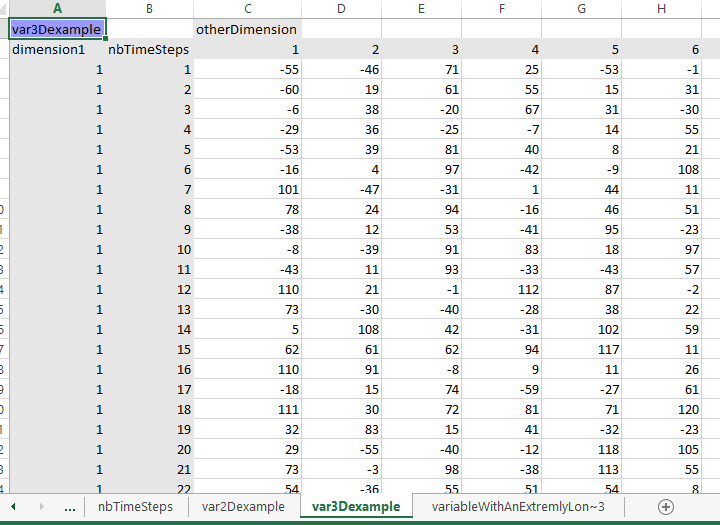 A B C D E F G H
var3Dexample otherDimension
dimension1 nbTimeSteps 1 2 3 4 5 6
1 1 -55 -46 71 25 -53 -1
1 2 -60 19 61 55 15 31
1 3 -6 38 -20 67 31 -30
1 4 -29 36 -25 -7 14 55
1 5 -53 39 81 40 8 21
1 6 -16 4 97 -42 -9 108
1 7 101 -47 -31 1 44 11
1 8 78 24 94 -16 46 51
1 9 -38 12 53 -41 95 -23
1 10 -8 -39 91 83 18 97
1 11 -43 11 93 -33 -43 57
1 12 110 21 -1 112 87 -2
1 13 73 -30 -40 -28 38 22
1 14 5 108 42 -31 102 59
1 15 62 61 62 94 117 11
1 16 110 91 -8 9 11 26
1 17 -18 15 74 -59 -27 61
1 18 111 30 72 81 71 120
1 19 32 83 15 41 -32 -23
1 20 29 -55 -40 -12 118 105
1 21 73 -3 98 -38 113 55
1 22 54 -36 55 51 54 8
... nbTimeSteps var2Dexample var3Dexample variableWithAnExtremlyLon~3